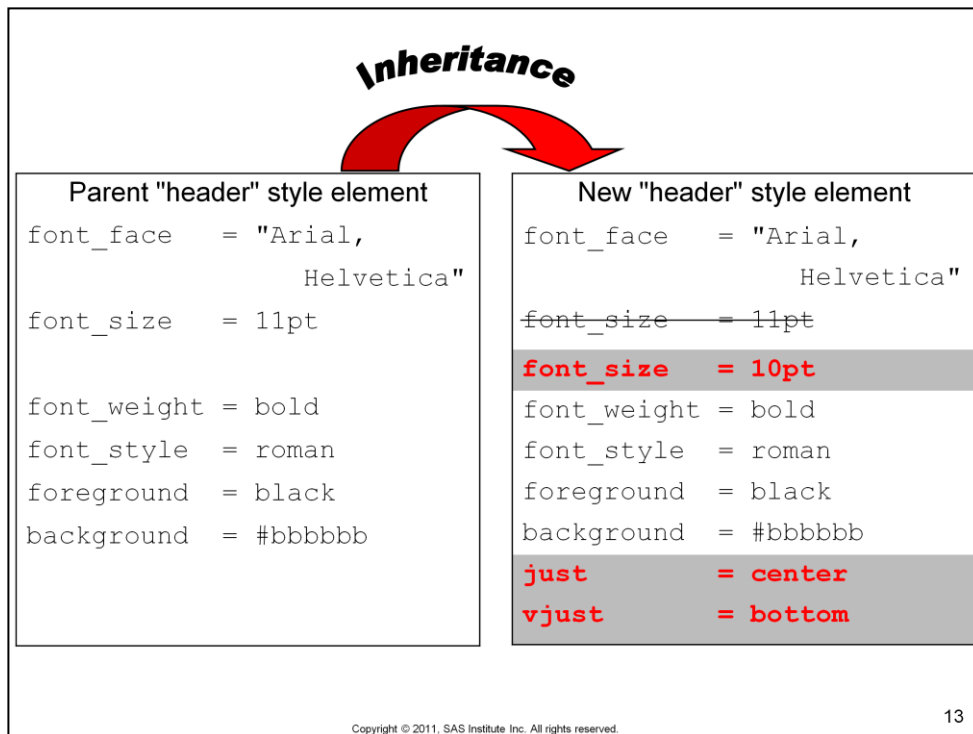 Inheritance
Parent "header" style element
font_face = "Arial,
Helvetica"
font_size = 11pt
font_weight = bold
font_style = roman
foreground = black
background = #bbbbbb
New "header" style element
font_face = "Arial,
Helvetica"
font_size = 11pt
font_size = 10pt
font_weight = bold
font_style = roman
foreground = black
background = #bbbbbb
just = center
vjust = bottom
Copyright © 2011, SAS Institute Inc. All rights reserved.
13